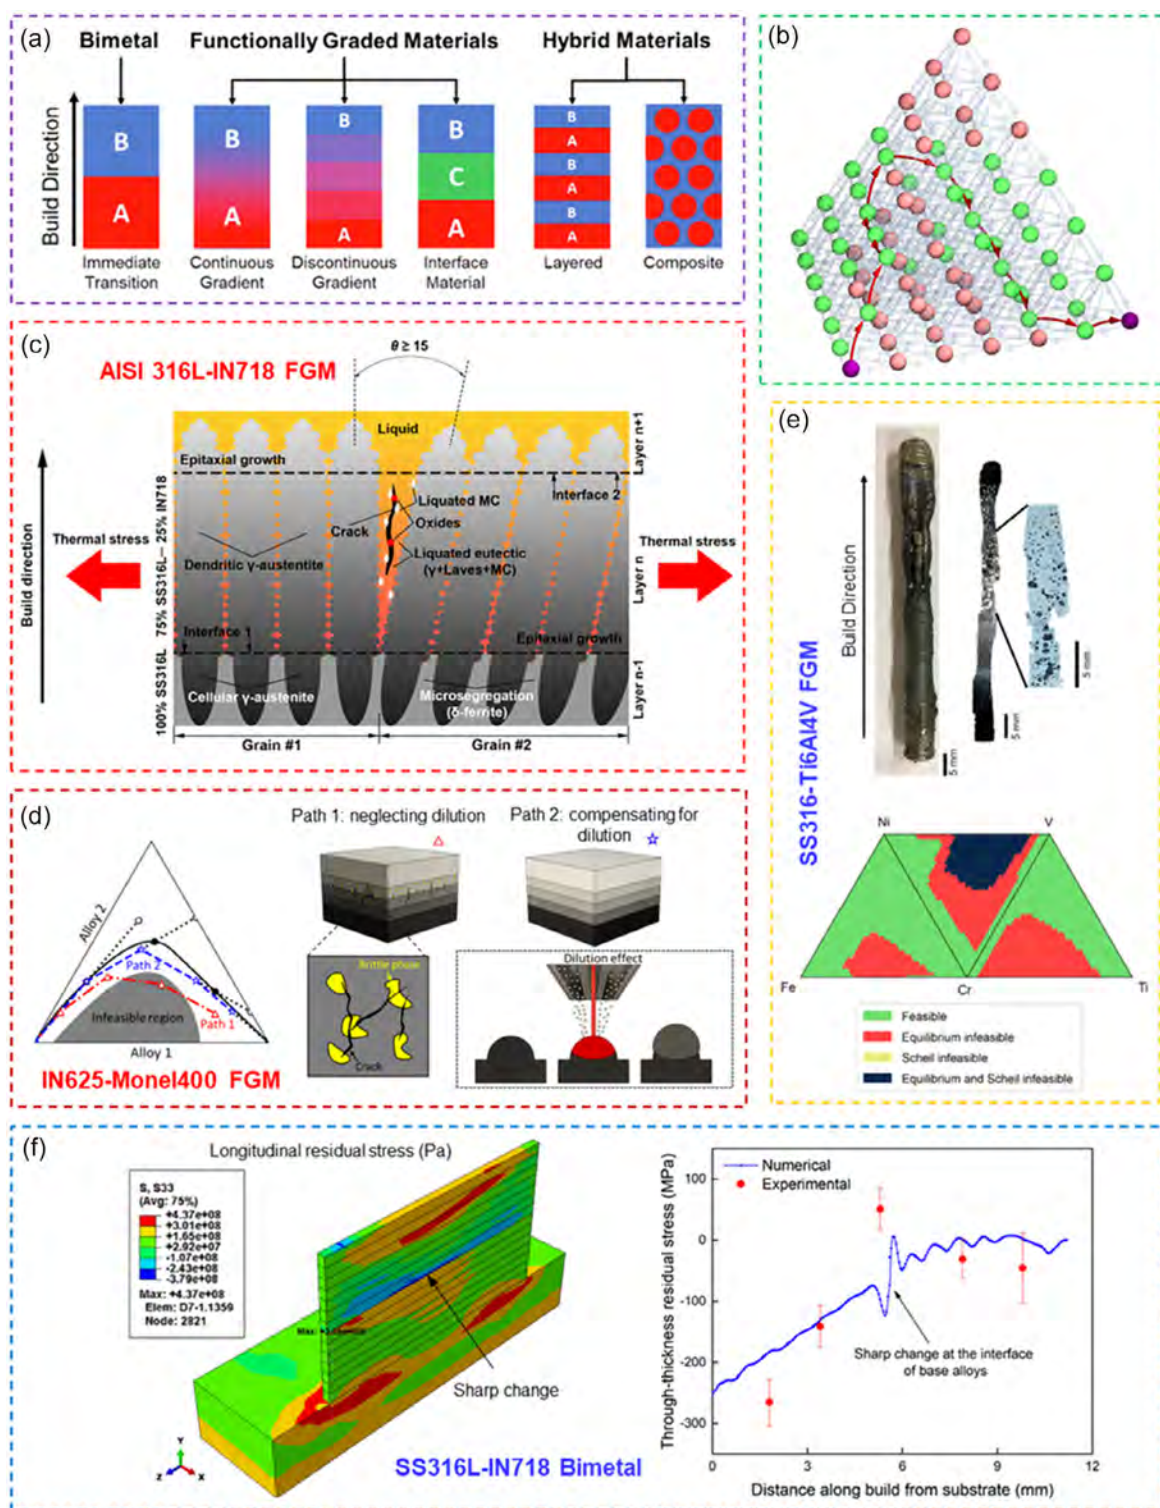 (a)
Bimetal
Functionally Graded Materials
Hybrid Materials
Build Direction
B
A
B
A
B
A
B
C
A
B
A
B
A
B
A
Immediate
Transition
Continuous
Gradient
Discontinuous
Gradient
Interface
Material
Layered
Composite
(b)
(c)
AISI 316L-IN718 FGM
θ ≥ 15
Liquid
Epitaxial growth
Interface 2
Liquated MC
Crack
Oxides
Liquated eutectic
(γ+Laves+MC)
Dendritic γ-austentite
Thermal stress
Thermal stress
Build direction
100% SS316L
75% SS316L— 25% IN718
Layer n-1
Layer n
Layer n+1
Interface 1
Epitaxial growth
Cellular γ-austenite
Microsegregation
(δ-ferrite)
Grain #1
Grain #2
(d)
Path 1: neglecting dilution
Path 2: compensating for
dilution
Alloy 2
Path 2
Infeasible region
Path 1
Alloy 1
IN625-Monel400 FGM
Brittle phase
Crack
Dilution effect
(e)
SS316-Ti6Al4V FGM
Build Direction
5 mm
5 mm
5 mm
Ni
V
Fe
Cr
Ti
Feasible
Equilibrium infeasible
Scheil infeasible
Equilibrium and Scheil infeasible
(f)
Longitudinal residual stress (Pa)
S, S33
(Avg: 75%)
+4.37e+08
+3.01e+08
+1.65e+08
+2.92e+07
-1.07e+08
-2.43e+08
-3.79e+08
Max: +4.37e+08
Elem: D7-1.1359
Node: 2821
Sharp change
Y
Z
X
SS316L-IN718 Bimetal
Through-thickness residual stress (MPa)
100
0
-100
-200
-300
Numerical
Experimental
Sharp change at the interface
of base alloys
0
3
6
9
12
Distance along build from substrate (mm)